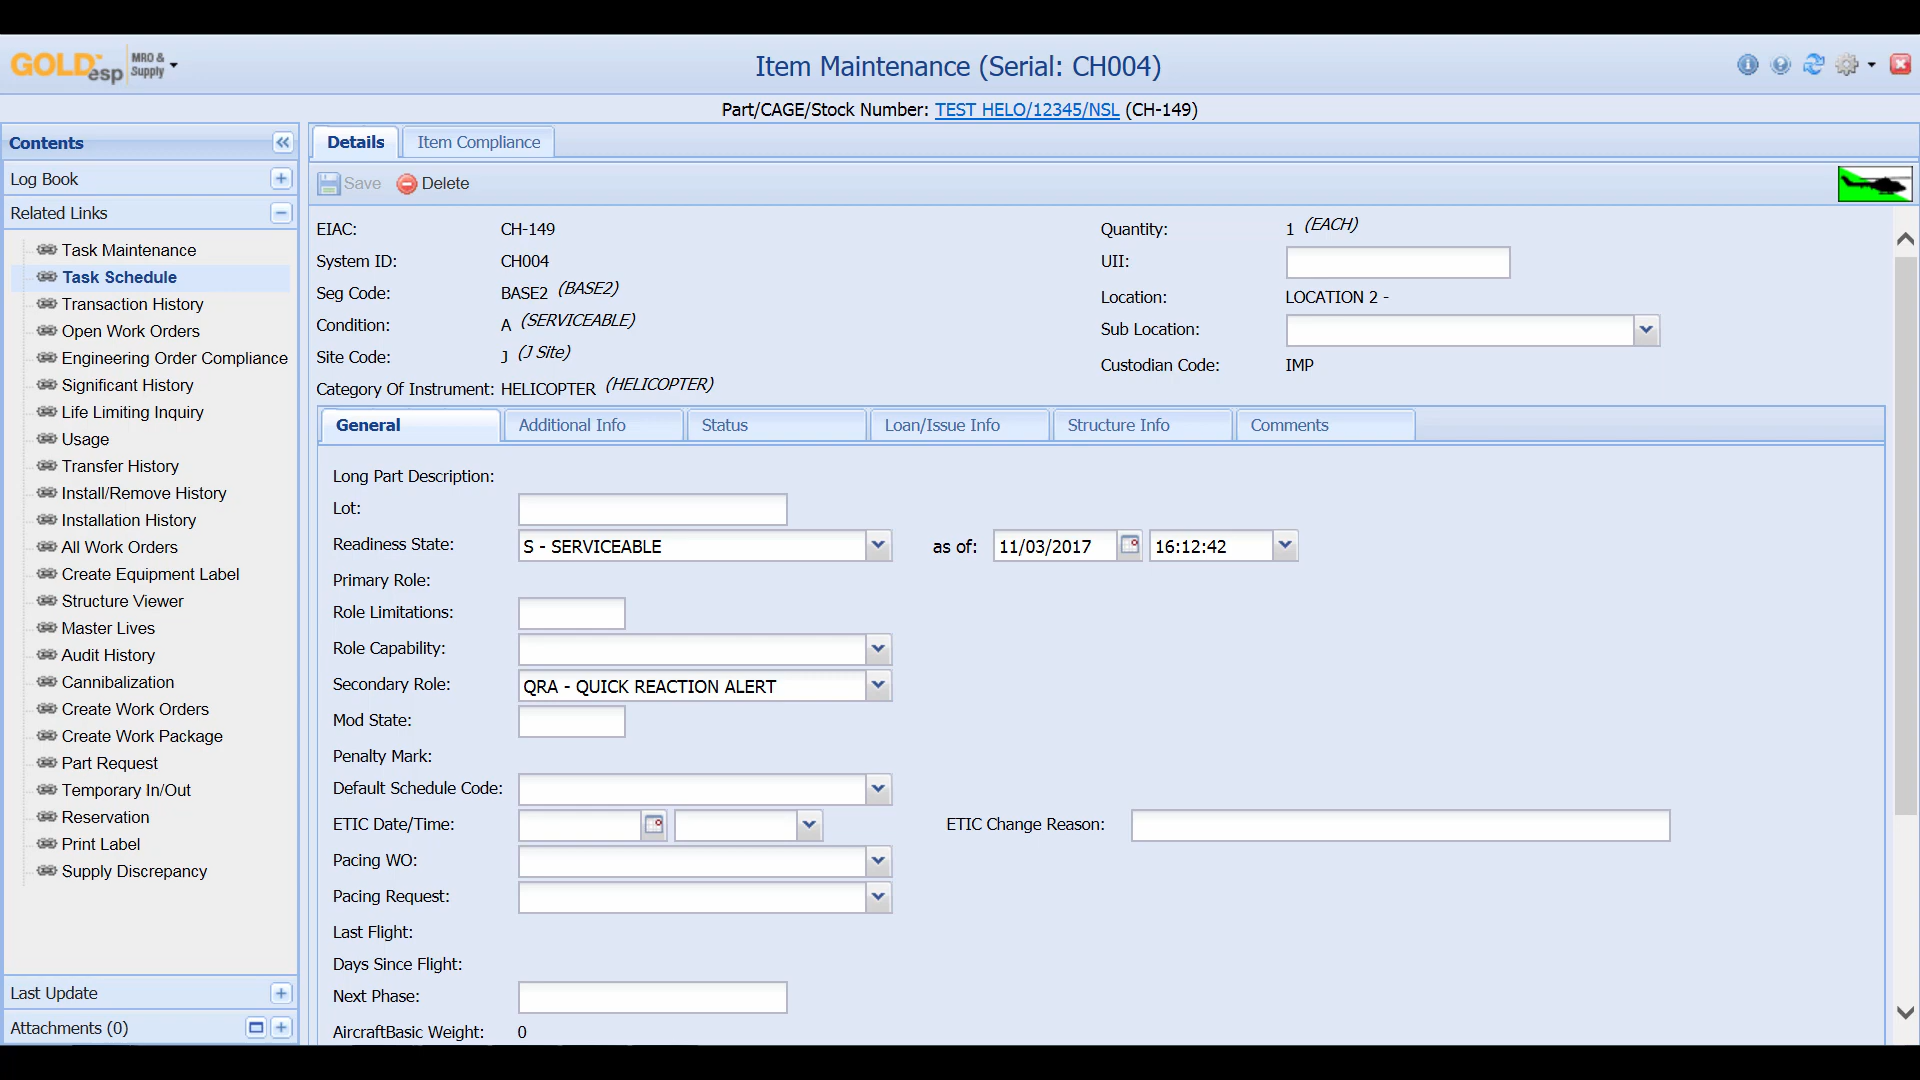 GOLDesp MRO & Supply
Item Maintenance (Serial: CH004)
Part/CAGE/Stock Number: TEST HELO/12345/NSL (CH-149)
Contents
Log Book
Related Links
Task Maintenance
Task Schedule
Transaction History
Open Work Orders
Engineering Order Compliance
Significant History
Life Limiting Inquiry
Usage
Transfer History
Install/Remove History
Installation History
All Work Orders
Create Equipment Label
Structure Viewer
Master Lives
Audit History
Cannibalization
Create Work Orders
Create Work Package
Part Request
Temporary In/Out
Reservation
Print Label
Supply Discrepancy
Last Update
Attachments (0)
Details Item Compliance
Save Delete
EIAC: CH-149
System ID: CH004
Seg Code: BASE2 (BASE2)
Condition: A (SERVICEABLE)
Site Code: J (J Site)
Category Of Instrument: HELICOPTER (HELICOPTER)
Quantity: 1 (EACH)
UII:
Location: LOCATION 2 -
Sub Location:
Custodian Code: IMP
General Additional Info Status Loan/Issue Info Structure Info Comments
Long Part Description:
Lot:
Readiness State: S - SERVICEABLE as of: 11/03/2017 16:12:42
Primary Role:
Role Limitations:
Role Capability:
Secondary Role: QRA - QUICK REACTION ALERT
Mod State:
Penalty Mark:
Default Schedule Code:
ETIC Date/Time: ETIC Change Reason:
Pacing WO:
Pacing Request:
Last Flight:
Days Since Flight:
Next Phase:
AircraftBasic Weight: 0